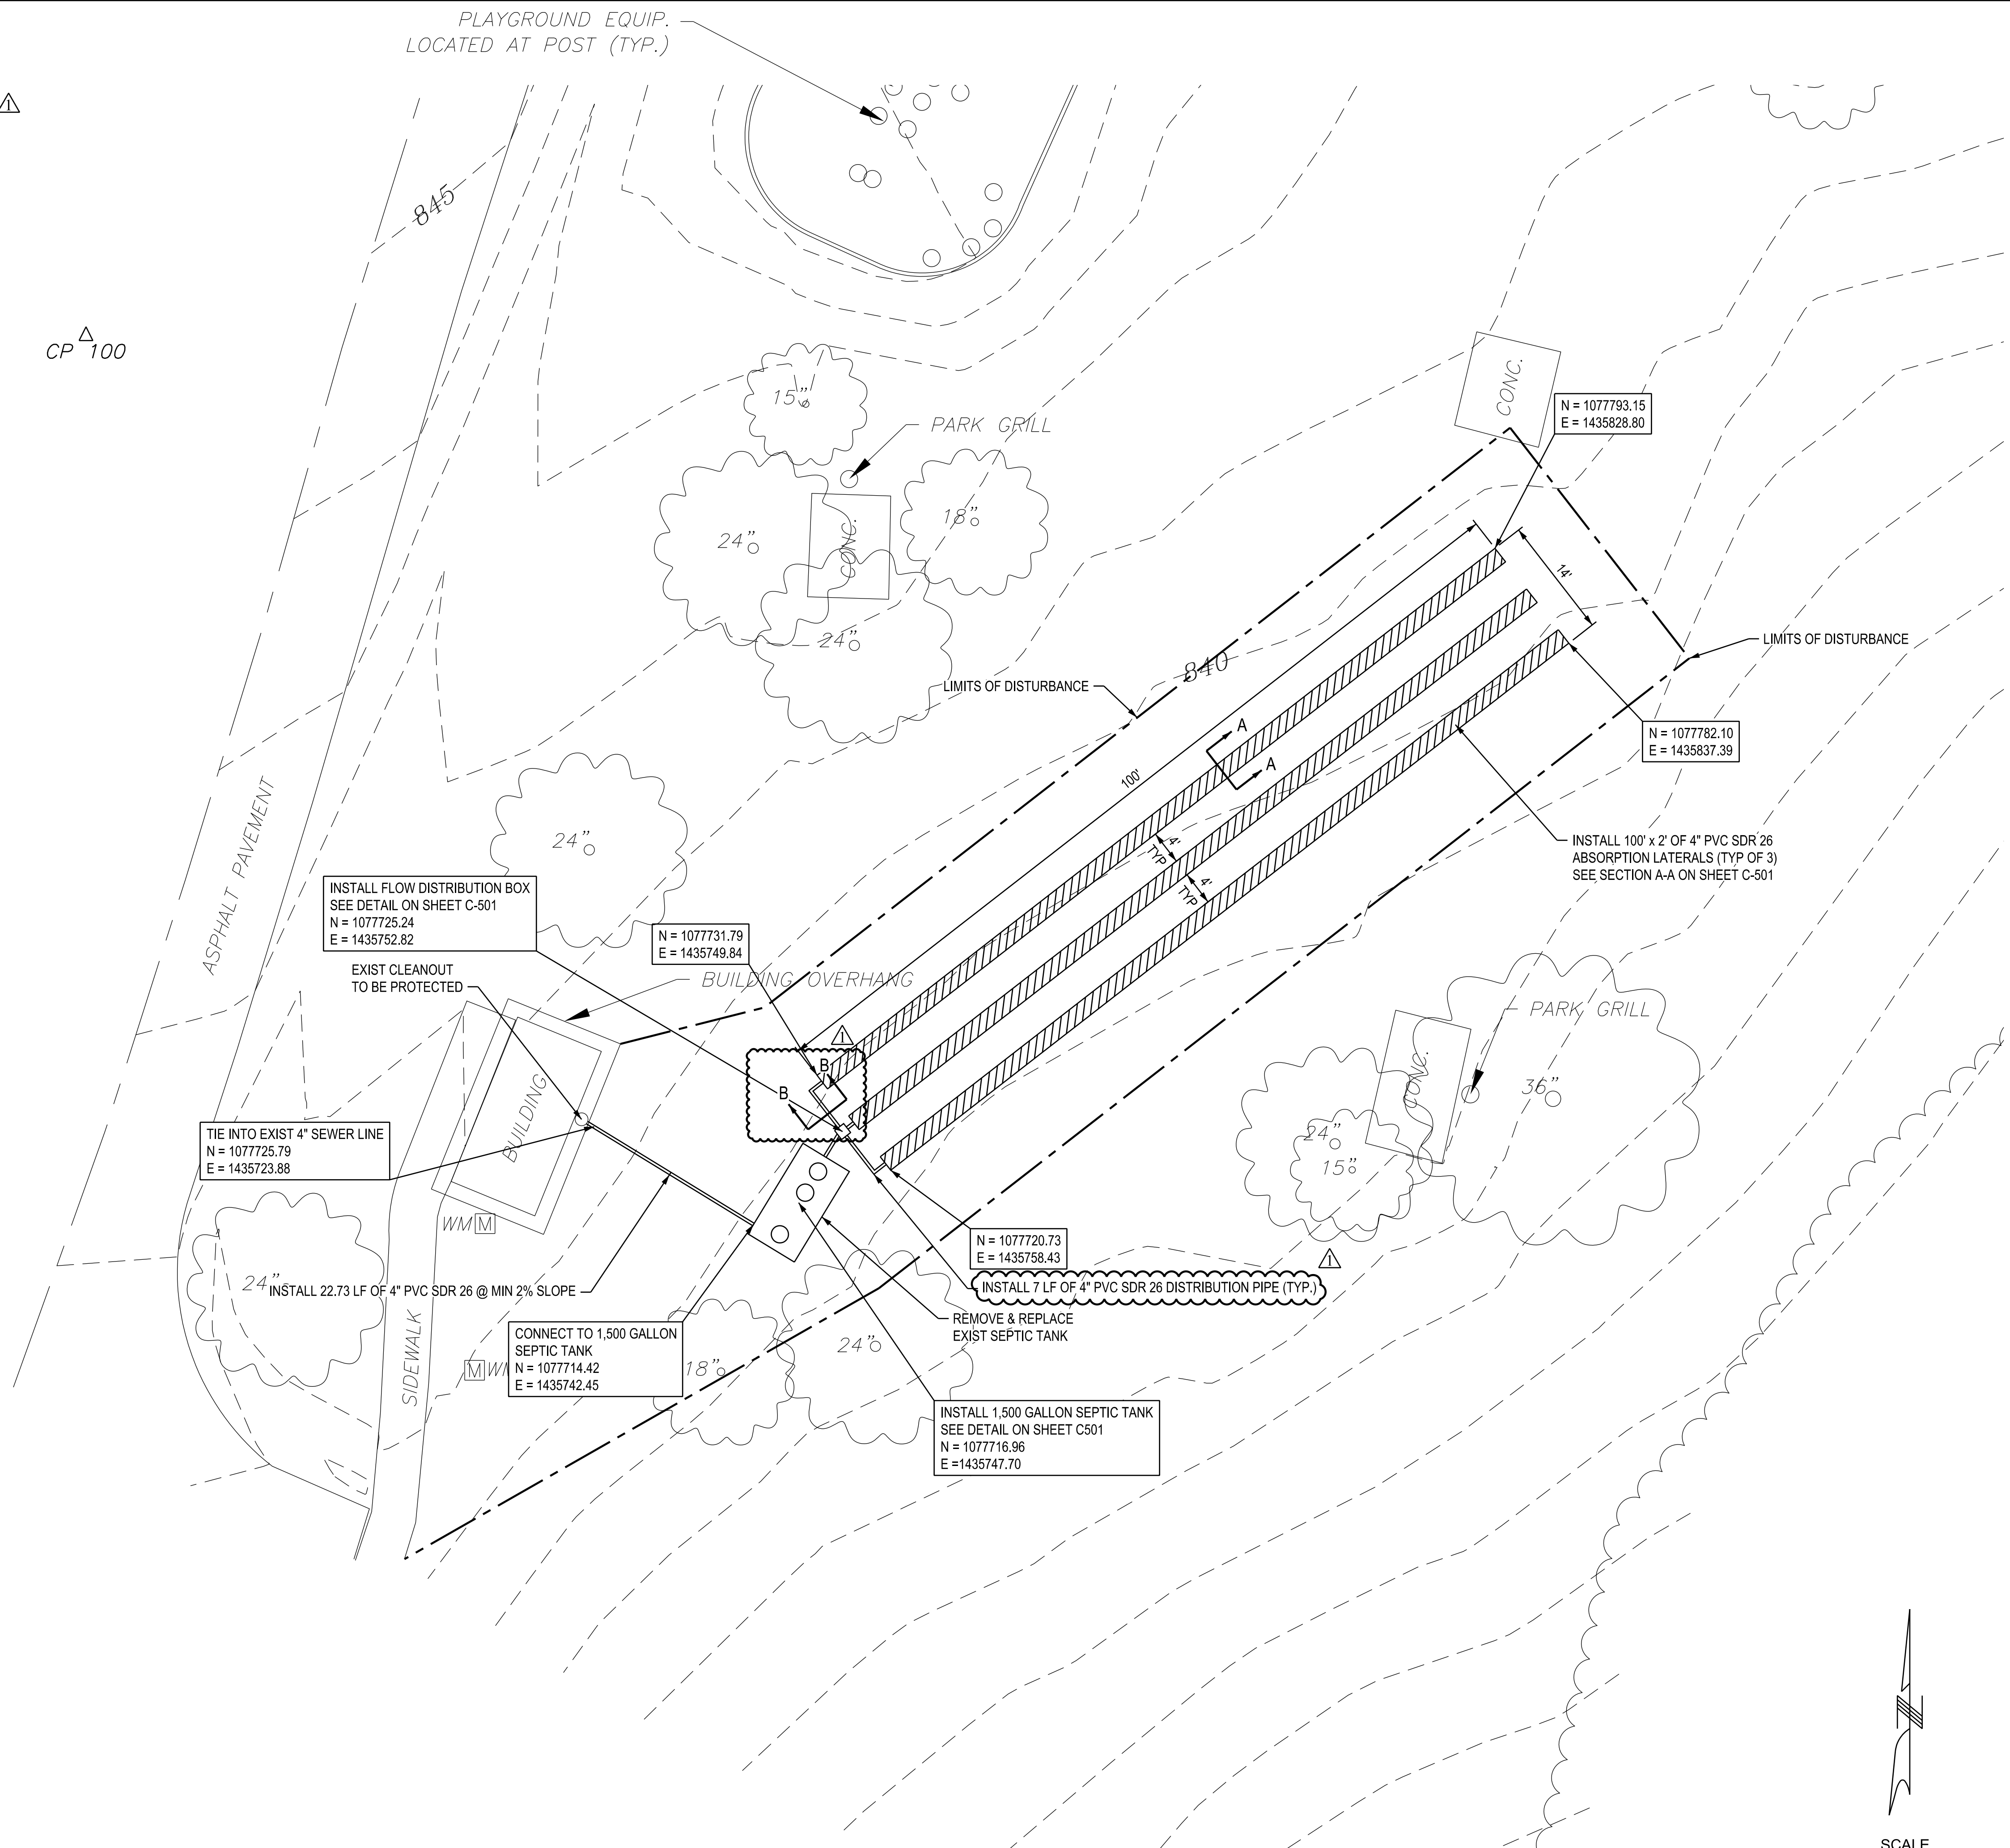 PLAYGROUND EQUIP.
LOCATED AT POST (TYP.)
1
845
CP 100
15"
PARK GRILL
CONC.
24"
18"
24"
CONC.
N = 1077793.15
E = 1435828.80
14'
LIMITS OF DISTURBANCE
840
LIMITS OF DISTURBANCE
A
A
100'
N = 1077782.10
E = 1435837.39
4'
TYP
4'
TYP
INSTALL 100' x 2' OF 4" PVC SDR 26
ABSORPTION LATERALS (TYP OF 3)
SEE SECTION A-A ON SHEET C-501
ASPHALT PAVEMENT
24"
INSTALL FLOW DISTRIBUTION BOX
SEE DETAIL ON SHEET C-501
N = 1077725.24
E = 1435752.82
N = 1077731.79
E = 1435749.84
EXIST CLEANOUT
TO BE PROTECTED
BUILDING OVERHANG
PARK GRILL
1
B
B
CONC.
36"
24"
15"
BUILDING
TIE INTO EXIST 4" SEWER LINE
N = 1077725.79
E = 1435723.88
WM M
N = 1077720.73
E = 1435758.43
1
24"
INSTALL 22.73 LF OF 4" PVC SDR 26 @ MIN 2% SLOPE
INSTALL 7 LF OF 4" PVC SDR 26 DISTRIBUTION PIPE (TYP.)
REMOVE & REPLACE
EXIST SEPTIC TANK
SIDEWALK
CONNECT TO 1,500 GALLON
SEPTIC TANK
N = 1077714.42
E = 1435742.45
M
18"
24"
INSTALL 1,500 GALLON SEPTIC TANK
SEE DETAIL ON SHEET C501
N = 1077716.96
E =1435747.70
N
SCALE